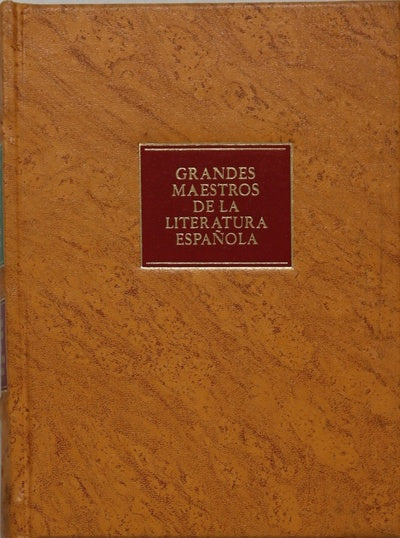 GRANDES
MAESTROS
DE LA
LITERATURA
ESPAÑOLA